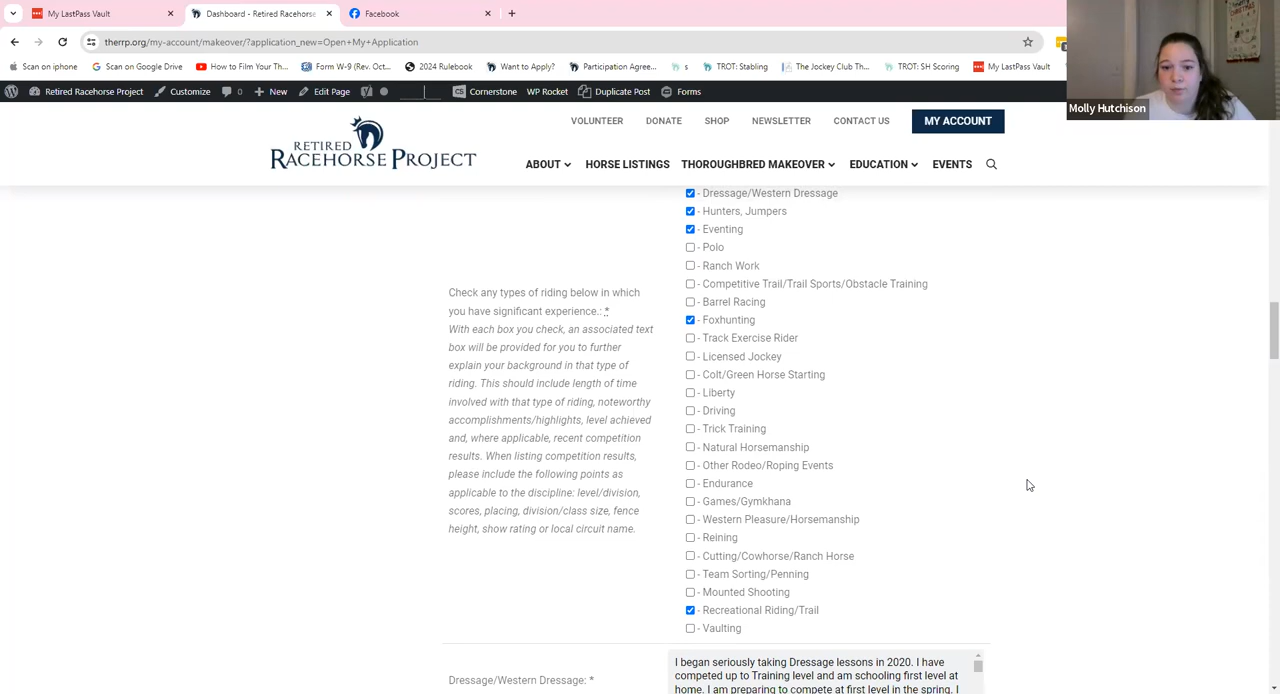 My LastPass Vault
Dashboard - Retired Racehorse
Facebook
therrp.org/my-account/makeover/?application_new=Open+My+Application
Scan on iphone
Scan on Google Drive
How to Film Your Th...
Form W-9 (Rev. Octo...
2024 Rulebook
Want to Apply?
Participation Agree...
s
TROT: Stabling
The Jockey Club Th...
TROT: SH Scoring
My LastPass Vault
Retired Racehorse Project
Customize
0
New
Edit Page
CS Cornerstone
WP Rocket
Duplicate Post
Forms
Molly Hutchison
VOLUNTEER
DONATE
SHOP
NEWSLETTER
CONTACT US
MY ACCOUNT
RETIRED
RACEHORSE PROJECT
ABOUT
HORSE LISTINGS
THOROUGHBRED MAKEOVER
EDUCATION
EVENTS
Check any types of riding below in which
you have significant experience.: *
With each box you check, an associated text
box will be provided for you to further
explain your background in that type of
riding. This should include length of time
involved with that type of riding, noteworthy
accomplishments/highlights, level achieved
and, where applicable, recent competition
results. When listing competition results,
please include the following points as
applicable to the discipline: level/division,
scores, placing, division/class size, fence
height, show rating or local circuit name.
- Dressage/Western Dressage
- Hunters, Jumpers
- Eventing
- Polo
- Ranch Work
- Competitive Trail/Trail Sports/Obstacle Training
- Barrel Racing
- Foxhunting
- Track Exercise Rider
- Licensed Jockey
- Colt/Green Horse Starting
- Liberty
- Driving
- Trick Training
- Natural Horsemanship
- Other Rodeo/Roping Events
- Endurance
- Games/Gymkhana
- Western Pleasure/Horsemanship
- Reining
- Cutting/Cowhorse/Ranch Horse
- Team Sorting/Penning
- Mounted Shooting
- Recreational Riding/Trail
- Vaulting
Dressage/Western Dressage: *
I began seriously taking Dressage lessons in 2020. I have
competed up to Training level and am schooling first level at
home. I am preparing to compete at first level in the spring. I